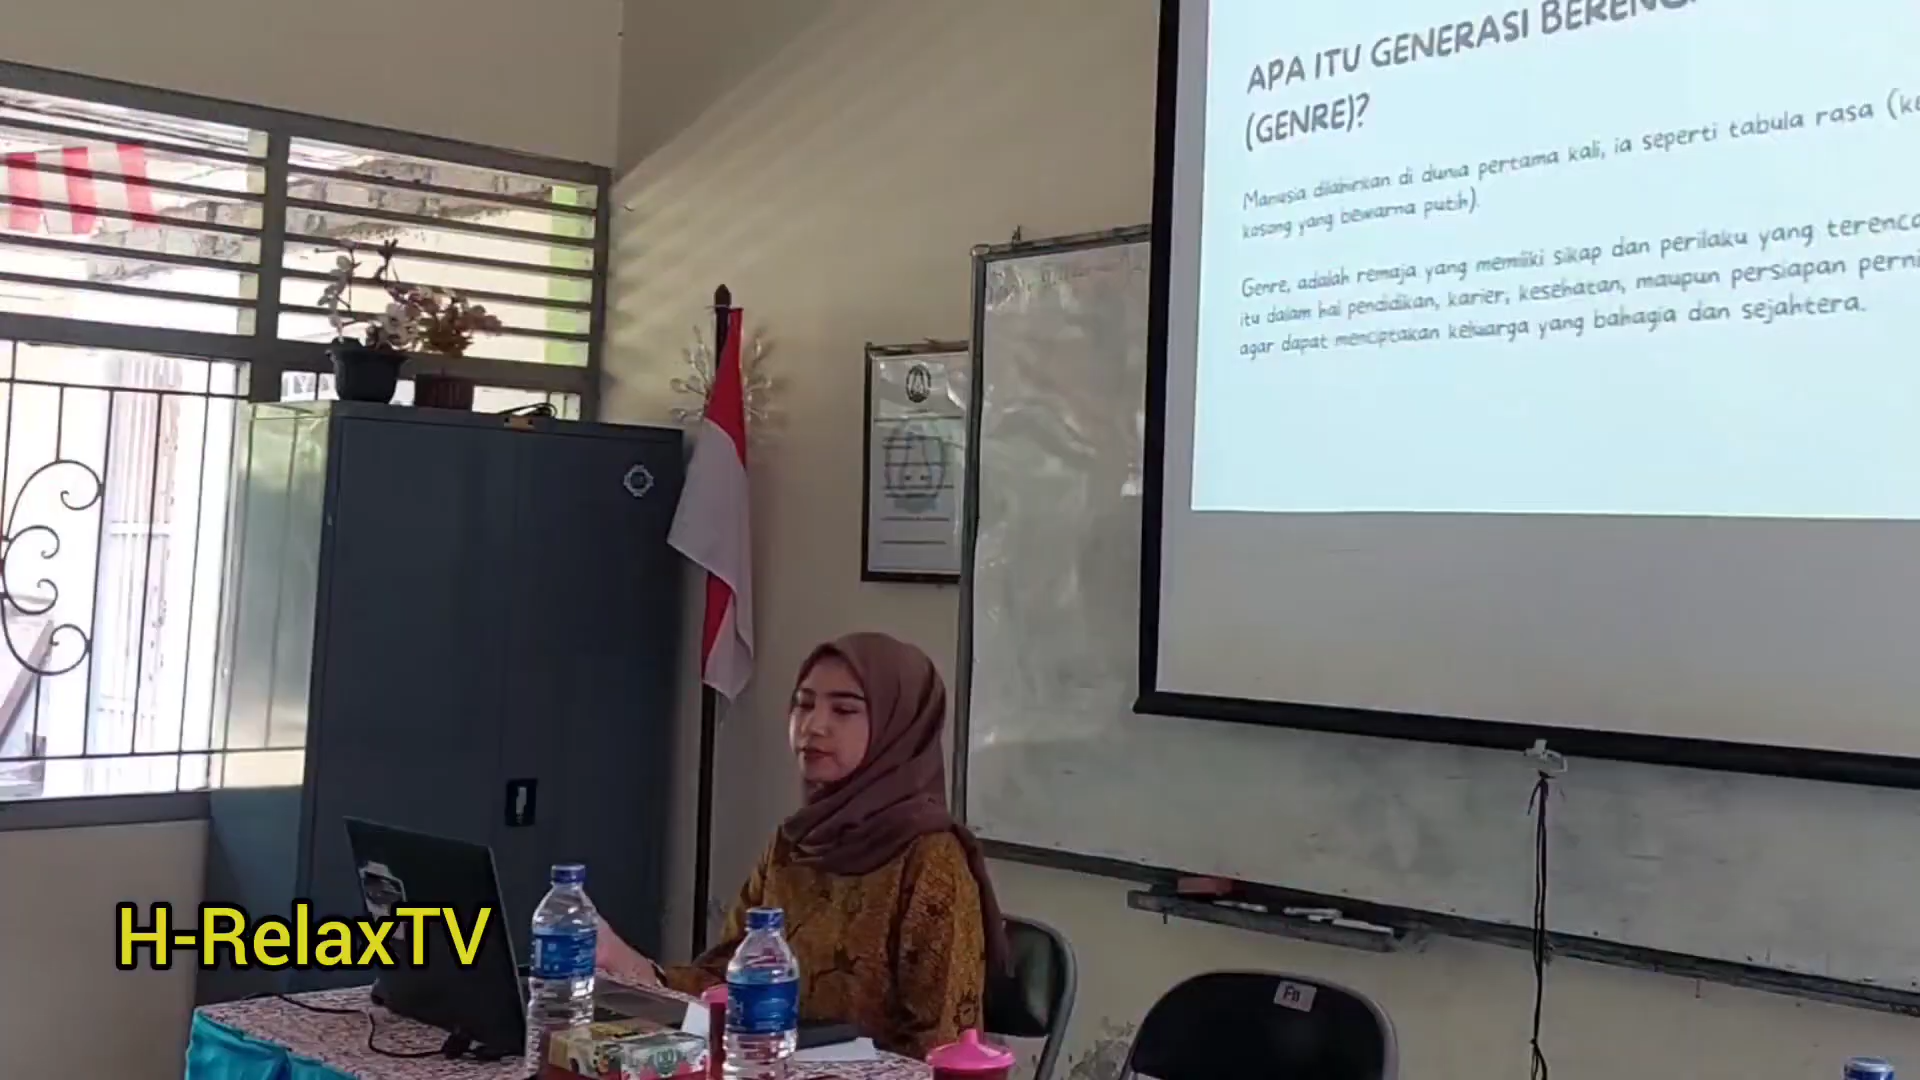 APA ITU GENERASI
(GENRE)?
Manusia dilahirkan di dunia pertama kali, ia seperti tabula rasa
kosong yang bewarna putih).
Genre, adalah remaja yang memiliki sikap dan perilaku yang
itu dalam hal pendidikan, karier, kesehatan, maupun persiapan
agar dapat menciptakan keluarga yang bahagia dan sejahtera.
H-RelaxTV